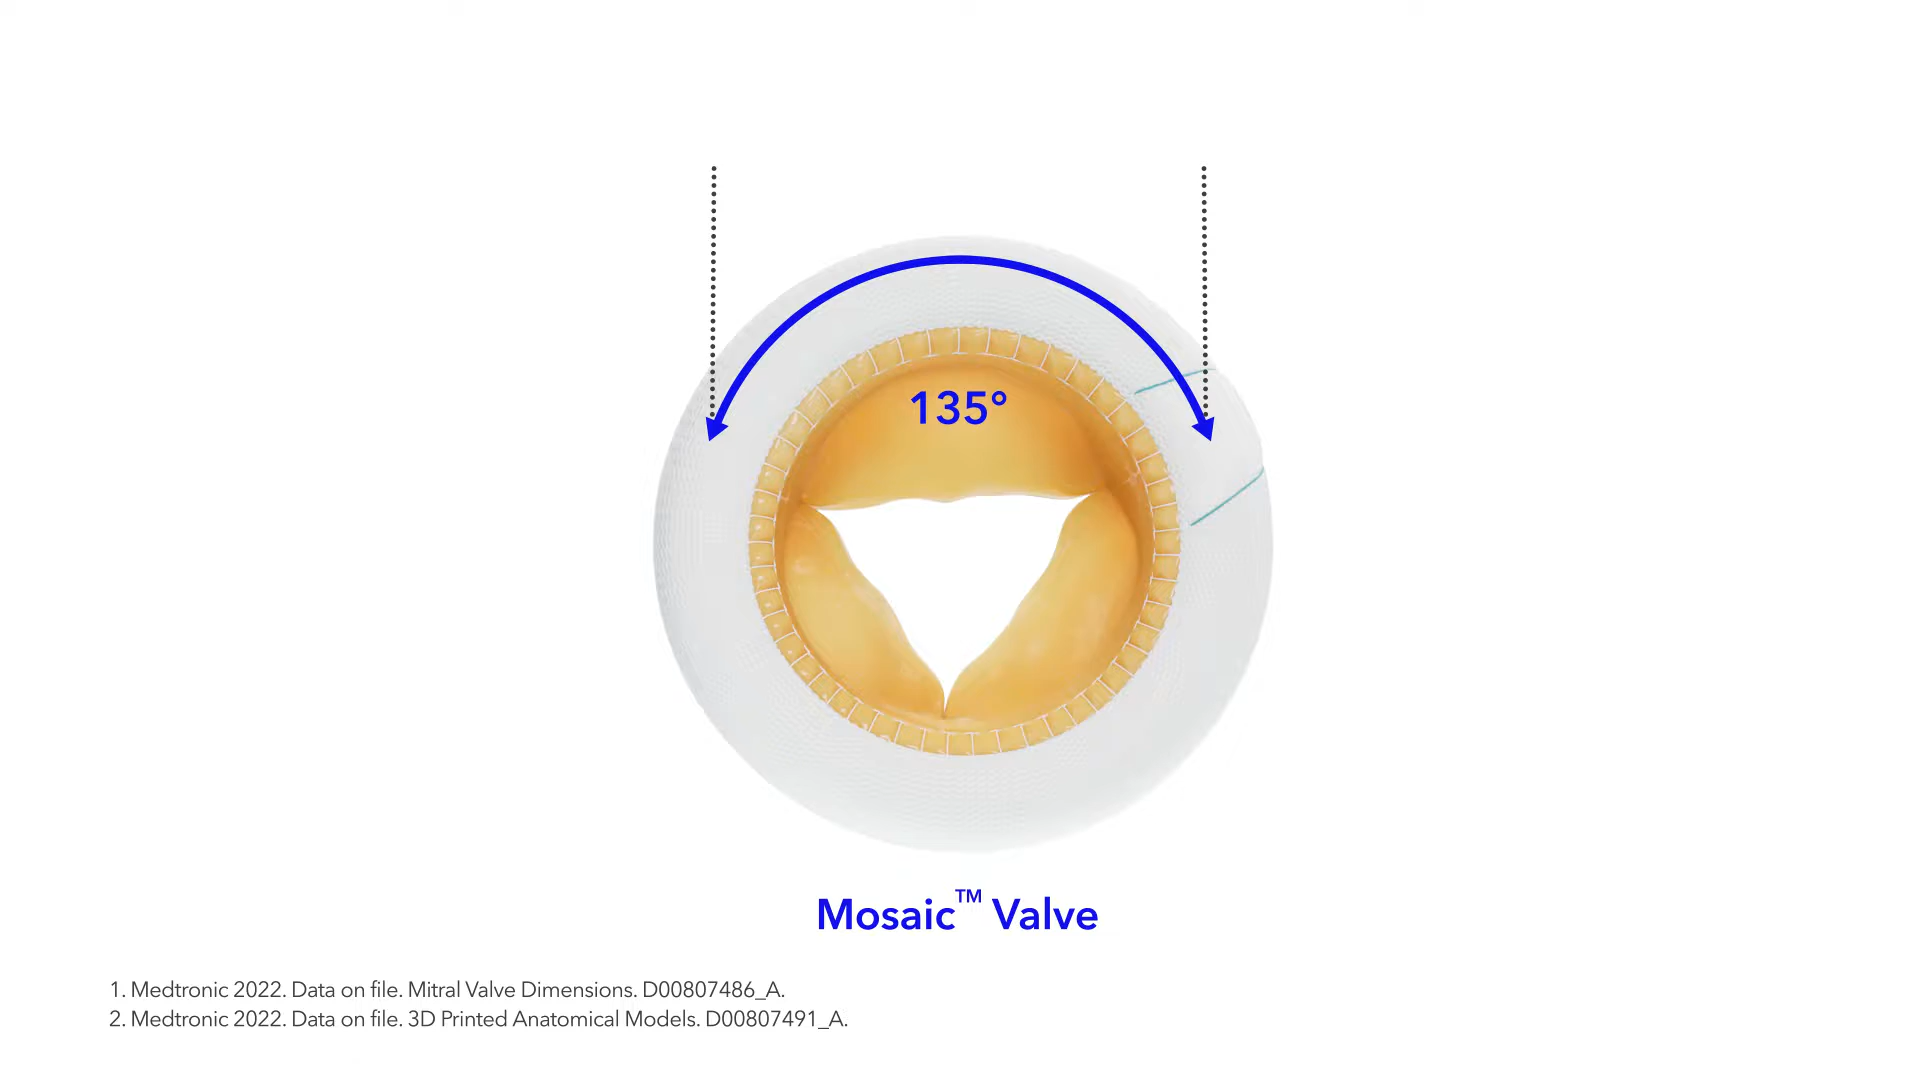 135°
Mosaic™ Valve
1. Medtronic 2022. Data on file. Mitral Valve Dimensions. D00807486_A.
2. Medtronic 2022. Data on file. 3D Printed Anatomical Models. D00807491_A.